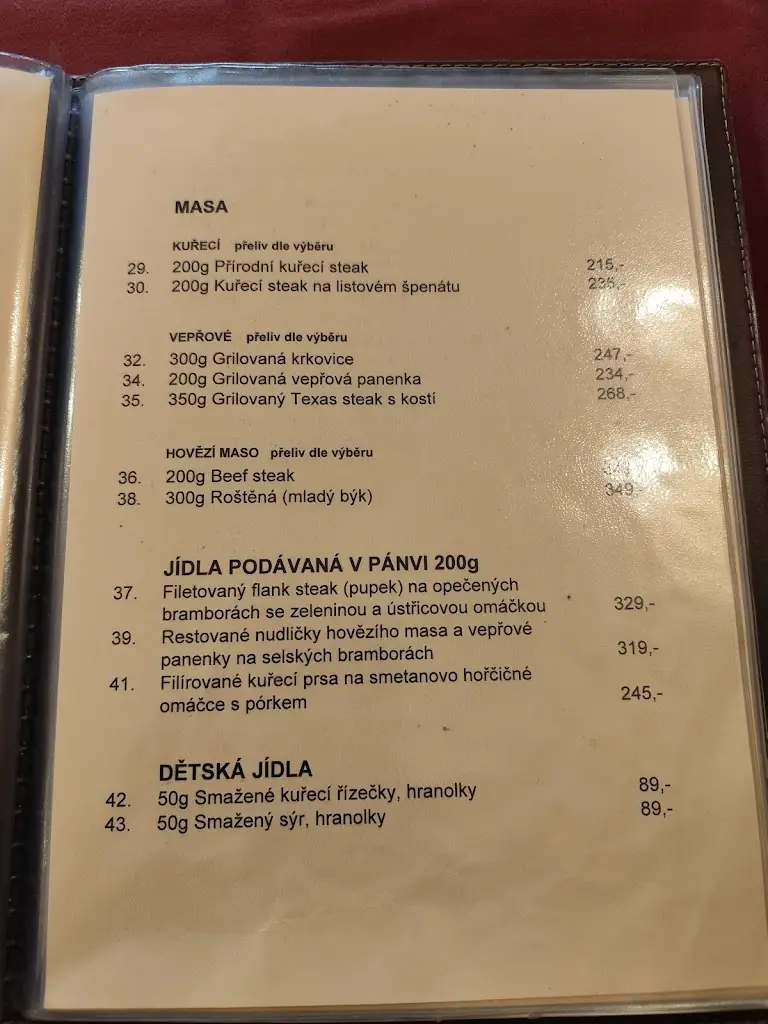 MASA
KUŘECÍ přeliv dle výběru
29. 200g Přírodní kuřecí steak 215,-
30. 200g Kuřecí steak na listovém špenátu 235,-
VEPŘOVÉ přeliv dle výběru
32. 300g Grilovaná krkovice 247,-
34. 200g Grilovaná vepřová panenka 234,-
35. 350g Grilovaný Texas steak s kostí 268,-
HOVĚZÍ MASO přeliv dle výběru
36. 200g Beef steak
38. 300g Roštěná (mladý býk) 349,-
JÍDLA PODÁVANÁ V PÁNVI 200g
37. Filetovaný flank steak (pupek) na opečených
bramborách se zeleninou a ústřicovou omáčkou 329,-
39. Restované nudličky hovězího masa a vepřové
panenky na selských bramborách 319,-
41. Filírované kuřecí prsa na smetanovo hořčičné
omáčce s pórkem 245,-
DĚTSKÁ JÍDLA
42. 50g Smažené kuřecí řízečky, hranolky 89,-
43. 50g Smažený sýr, hranolky 89,-